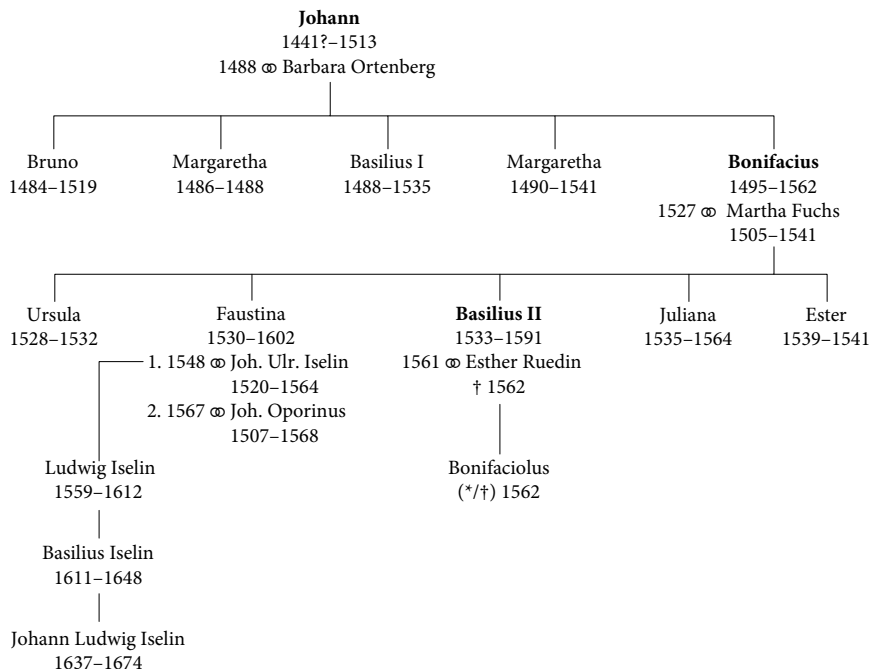 Johann
1441?–1513
1488 ⚭ Barbara Ortenberg
Bruno
1484–1519
Margaretha
1486–1488
Basilius I
1488–1535
Margaretha
1490–1541
Bonifacius
1495–1562
1527 ⚭ Martha Fuchs
1505–1541
Ursula
1528–1532
Faustina
1530–1602
1. 1548 ⚭ Joh. Ulr. Iselin
1520–1564
2. 1567 ⚭ Joh. Oporinus
1507–1568
Basilius II
1533–1591
1561 ⚭ Esther Ruedin
† 1562
Juliana
1535–1564
Ester
1539–1541
Ludwig Iselin
1559–1612
Bonifaciolus
(*/†) 1562
Basilius Iselin
1611–1648
Johann Ludwig Iselin
1637–1674